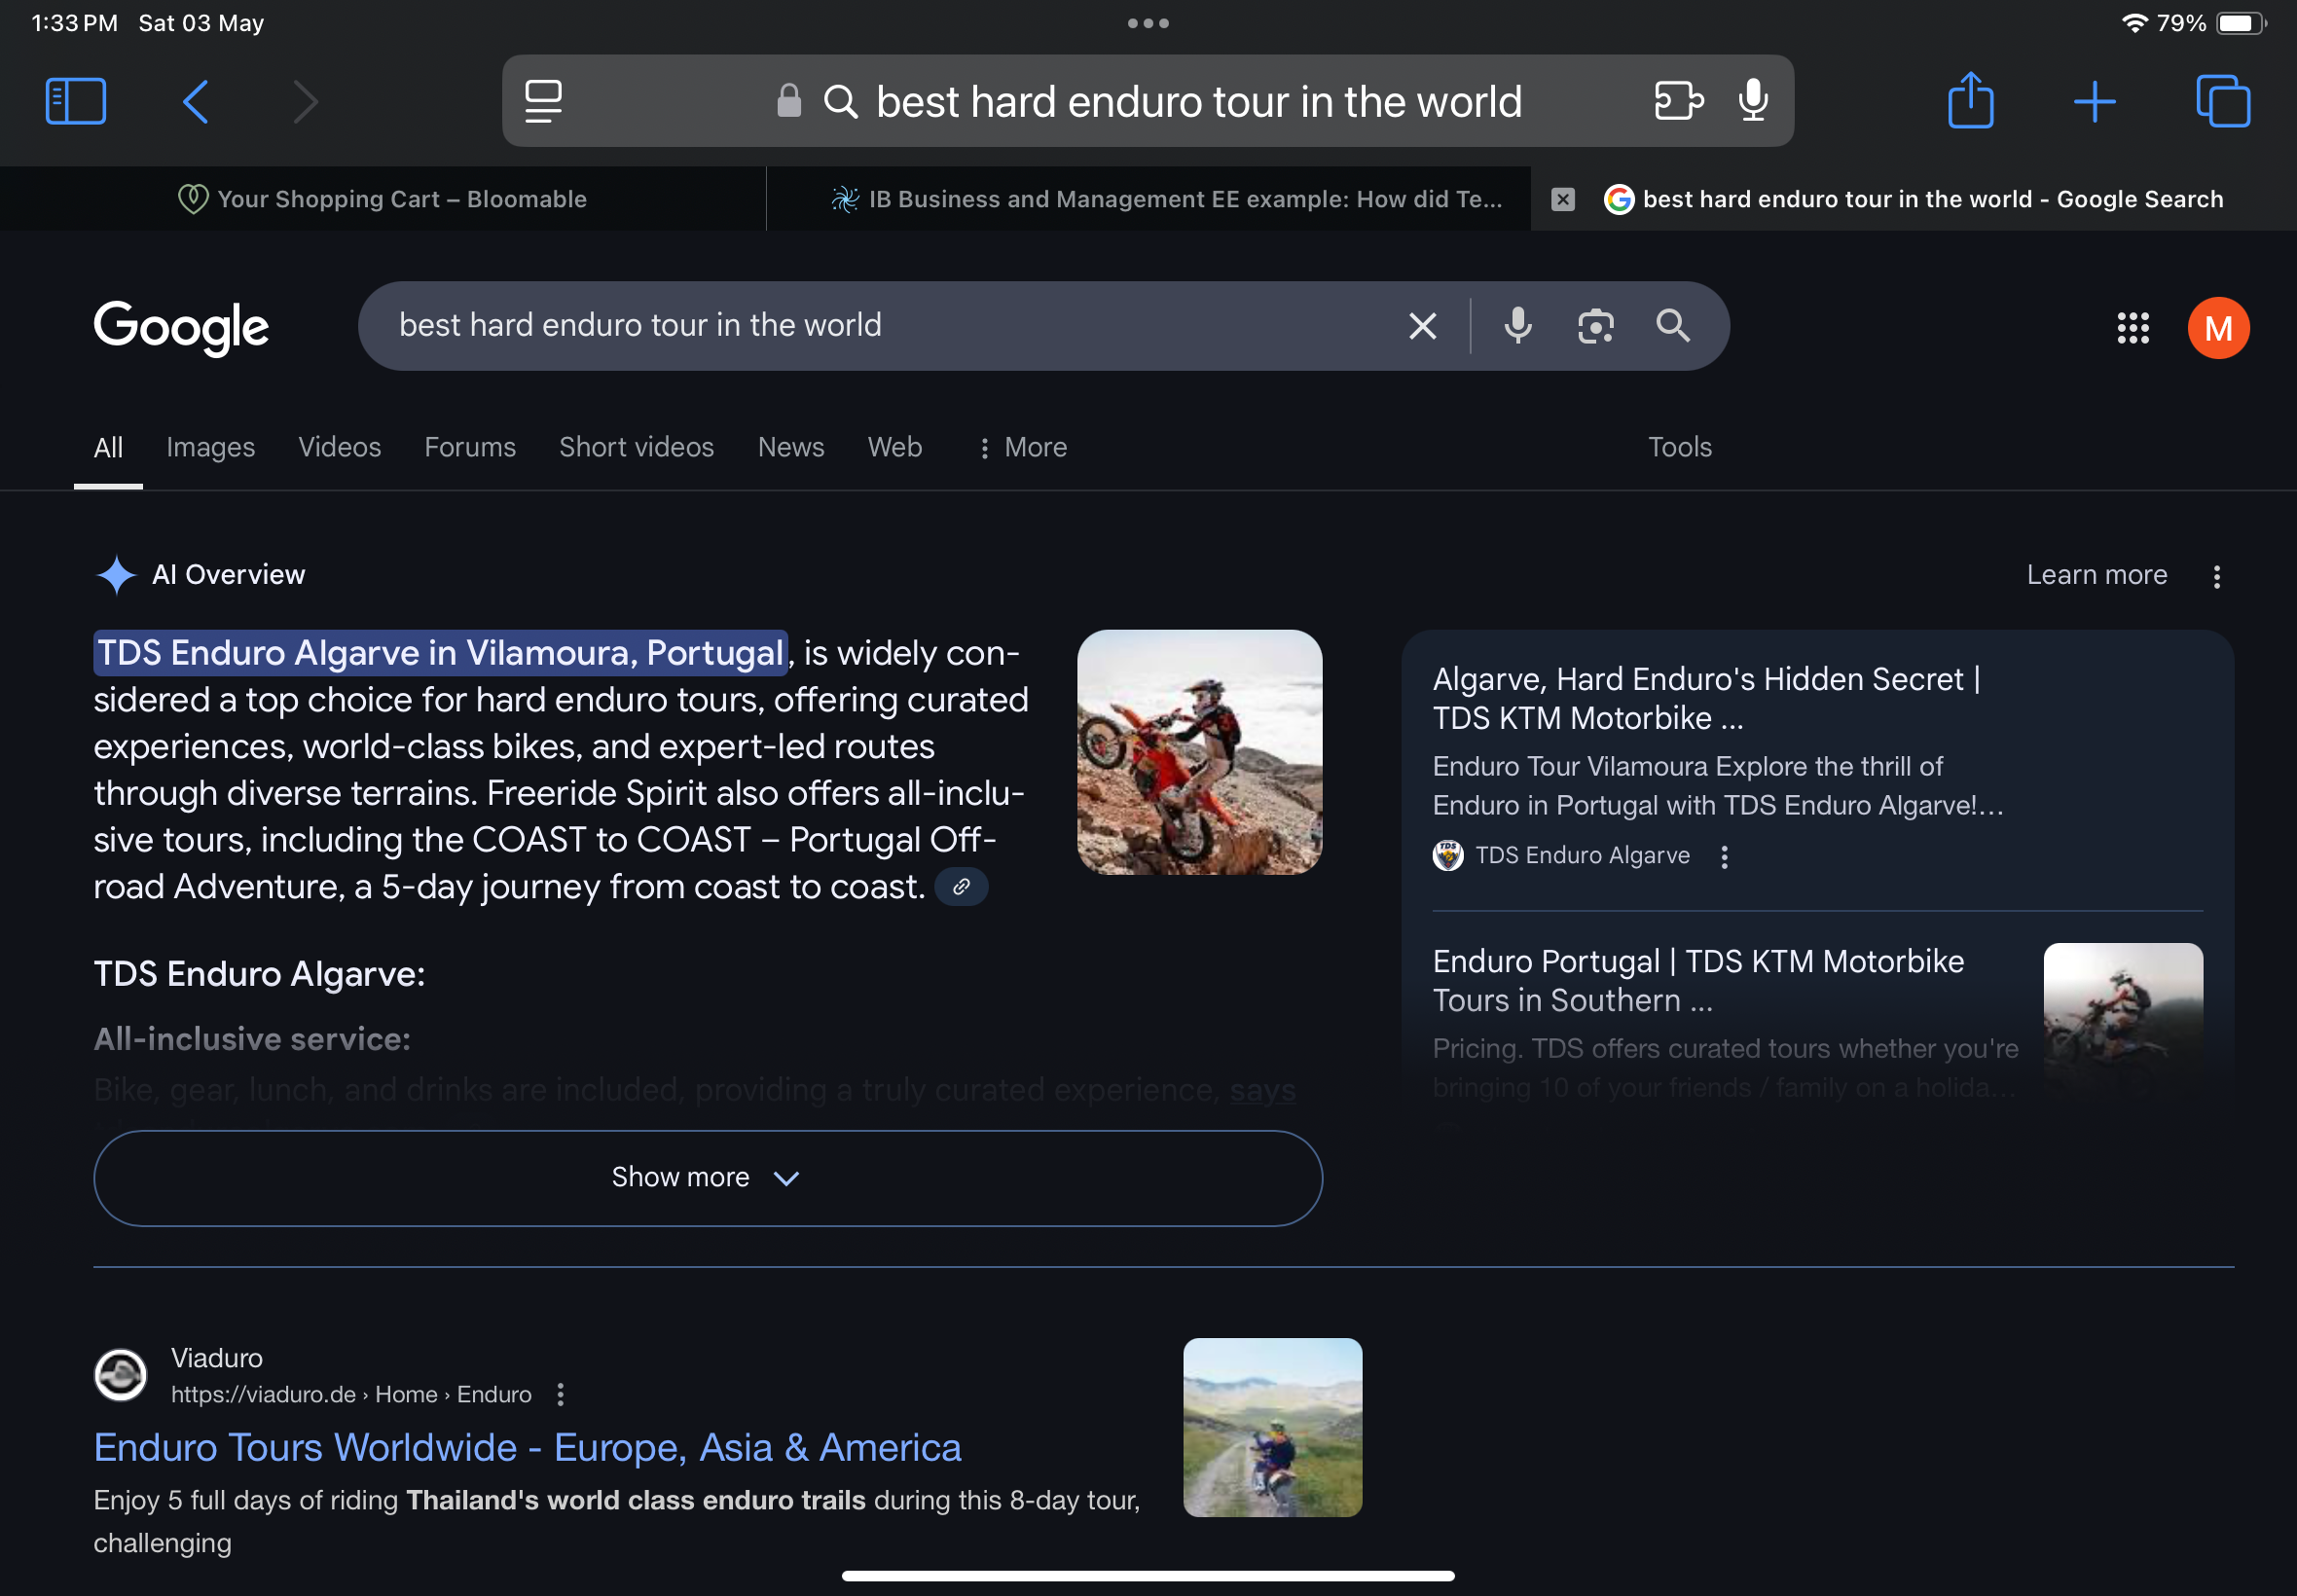 1:33 PM Sat 03 May
79%
best hard enduro tour in the world
Your Shopping Cart – Bloomable
IB Business and Management EE example: How did Te...
best hard enduro tour in the world - Google Search
Google
best hard enduro tour in the world
M
All Images Videos Forums Short videos News Web More Tools
AI Overview
Learn more
TDS Enduro Algarve in Vilamoura, Portugal, is widely con-
sidered a top choice for hard enduro tours, offering curated
experiences, world-class bikes, and expert-led routes
through diverse terrains. Freeride Spirit also offers all-inclu-
sive tours, including the COAST to COAST – Portugal Off-
road Adventure, a 5-day journey from coast to coast.
TDS Enduro Algarve:
All-inclusive service:
Bike, gear, lunch, and drinks are included, providing a truly curated experience, says
Show more
Algarve, Hard Enduro's Hidden Secret |
TDS KTM Motorbike ...
Enduro Tour Vilamoura Explore the thrill of
Enduro in Portugal with TDS Enduro Algarve!...
TDS
TDS Enduro Algarve
Enduro Portugal | TDS KTM Motorbike
Tours in Southern ...
Pricing. TDS offers curated tours whether you're
bringing 10 of your friends / family on a holida...
Viaduro
https://viaduro.de › Home › Enduro
Enduro Tours Worldwide - Europe, Asia & America
Enjoy 5 full days of riding Thailand's world class enduro trails during this 8-day tour,
challenging